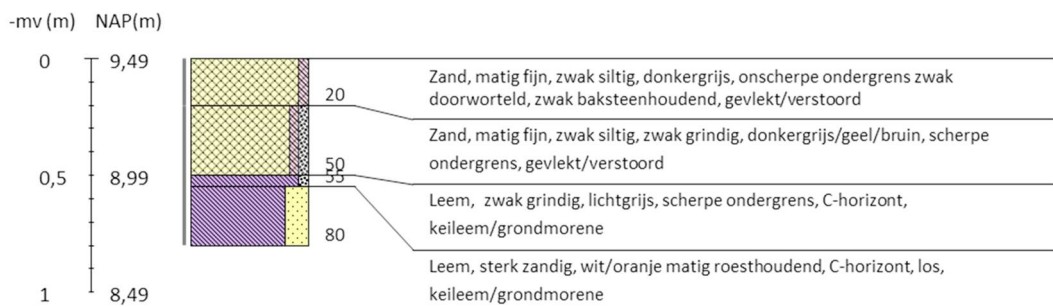 -mv (m) NAP(m)
0 9,49
Zand, matig fijn, zwak siltig, donkergrijs, onscherpe ondergrens zwak
doorworteld, zwak baksteenhoudend, gevlekt/verstoord
20
Zand, matig fijn, zwak siltig, zwak grindig, donkergrijs/geel/bruin, scherpe
ondergrens, gevlekt/verstoord
50
0,5 8,99
55
Leem, zwak grindig, lichtgrijs, scherpe ondergrens, C-horizont,
keileem/grondmorene
80
Leem, sterk zandig, wit/oranje matig roesthoudend, C-horizont, los,
keileem/grondmorene
1 8,49